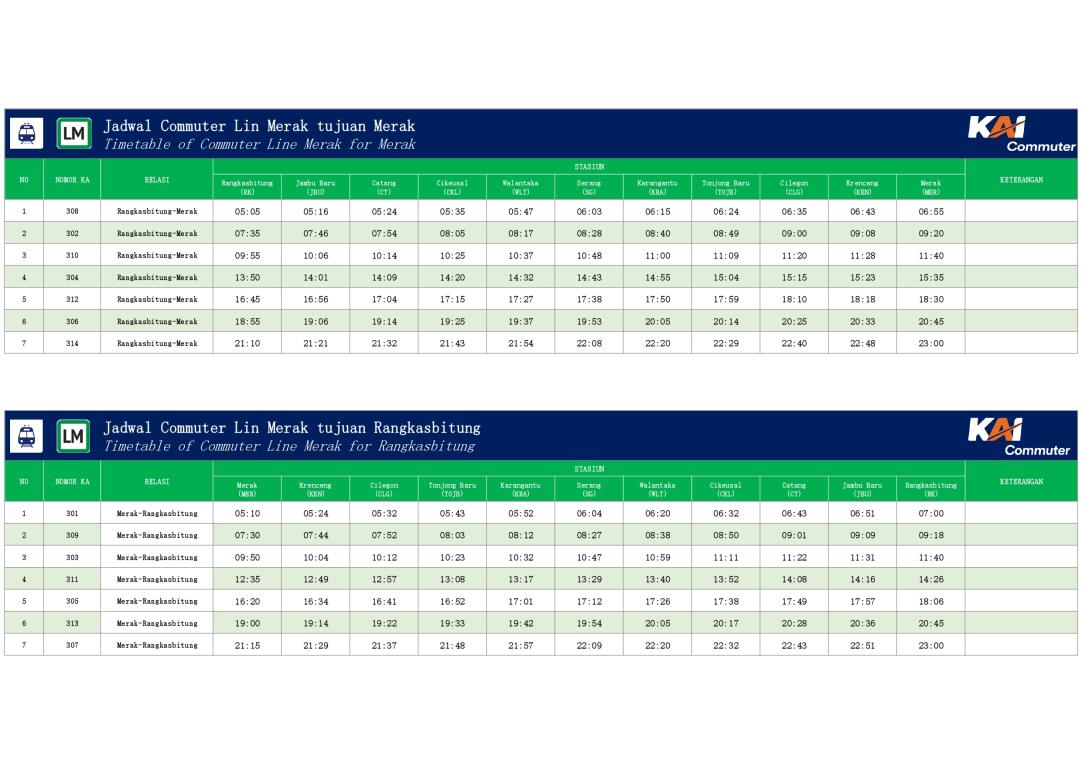 LM
Jadwal Commuter Lin Merak tujuan Merak
Timetable of Commuter Line Merak for Merak
KAI
Commuter
NO NOMOR KA RELASI STASIUN KETERANGAN
Rangkasbitung Jambu Baru Catang Cikeusal Walantaka Serang Karangantu Tonjong Baru Cilegon Krenceng Merak
(RK) (JBU) (CT) (CKL) (WLT) (SG) (KRA) (TOJB) (CLG) (KEN) (MER)
1 308 Rangkasbitung-Merak 05:05 05:16 05:24 05:35 05:47 06:03 06:15 06:24 06:35 06:43 06:55
2 302 Rangkasbitung-Merak 07:35 07:46 07:54 08:05 08:17 08:28 08:40 08:49 09:00 09:08 09:20
3 310 Rangkasbitung-Merak 09:55 10:06 10:14 10:25 10:37 10:48 11:00 11:09 11:20 11:28 11:40
4 304 Rangkasbitung-Merak 13:50 14:01 14:09 14:20 14:32 14:43 14:55 15:04 15:15 15:23 15:35
5 312 Rangkasbitung-Merak 16:45 16:56 17:04 17:15 17:27 17:38 17:50 17:59 18:10 18:18 18:30
6 306 Rangkasbitung-Merak 18:55 19:06 19:14 19:25 19:37 19:53 20:05 20:14 20:25 20:33 20:45
7 314 Rangkasbitung-Merak 21:10 21:21 21:32 21:43 21:54 22:08 22:20 22:29 22:40 22:48 23:00
LM
Jadwal Commuter Lin Merak tujuan Rangkasbitung
Timetable of Commuter Line Merak for Rangkasbitung
KAI
Commuter
NO NOMOR KA RELASI STASIUN KETERANGAN
Merak Krenceng Cilegon Tonjong Baru Karangantu Serang Walantaka Cikeusal Catang Jambu Baru Rangkasbitung
(MER) (KEN) (CLG) (TOJB) (KRA) (SG) (WLT) (CKL) (CT) (JBU) (RK)
1 301 Merak-Rangkasbitung 05:10 05:24 05:32 05:43 05:52 06:04 06:20 06:32 06:43 06:51 07:00
2 309 Merak-Rangkasbitung 07:30 07:44 07:52 08:03 08:12 08:27 08:38 08:50 09:01 09:09 09:18
3 303 Merak-Rangkasbitung 09:50 10:04 10:12 10:23 10:32 10:47 10:59 11:11 11:22 11:31 11:40
4 311 Merak-Rangkasbitung 12:35 12:49 12:57 13:08 13:17 13:29 13:40 13:52 14:08 14:16 14:26
5 305 Merak-Rangkasbitung 16:20 16:34 16:41 16:52 17:01 17:12 17:26 17:38 17:49 17:57 18:06
6 313 Merak-Rangkasbitung 19:00 19:14 19:22 19:33 19:42 19:54 20:05 20:17 20:28 20:36 20:45
7 307 Merak-Rangkasbitung 21:15 21:29 21:37 21:48 21:57 22:09 22:20 22:32 22:43 22:51 23:00